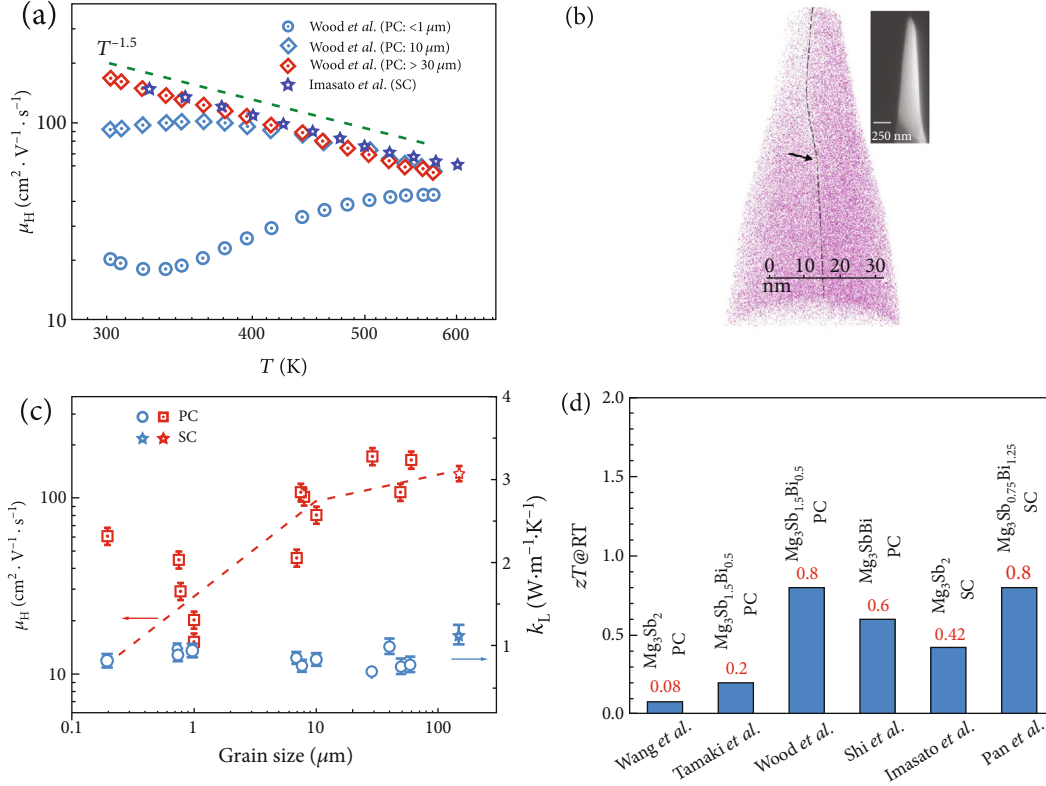 (a)
Wood et al. (PC: <1 μm)
Wood et al. (PC: 10 μm)
Wood et al. (PC: > 30 μm)
Imasato et al. (SC)
T⁻¹·⁵
100
10
μH (cm² · V⁻¹ · s⁻¹)
300 400 500 600
T (K)
(b)
250 nm
0 10 20 30
nm
(c)
PC
SC
100
10
μH (cm² · V⁻¹ · s⁻¹)
4
3
2
1
kL (W·m⁻¹·K⁻¹)
0.1 1 10 100
Grain size (μm)
(d)
2.0
1.5
1.0
0.5
0.0
zT@RT
Mg₃Sb₂
PC
0.08
Mg₃Sb₁.₅Bi₀.₅
PC
0.2
Mg₃Sb₁.₅Bi₀.₅
PC
0.8
Mg₃SbBi
PC
0.6
Mg₃Sb₂
SC
0.42
Mg₃Sb₀.₇₅Bi₁.₂₅
SC
0.8
Wang et al.
Tamaki et al.
Wood et al.
Shi et al.
Imasato et al.
Pan et al.